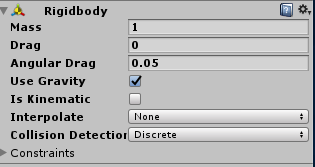 Rigidbody
Mass 1
Drag 0
Angular Drag 0.05
Use Gravity
Is Kinematic
Interpolate None
Collision Detection Discrete
Constraints